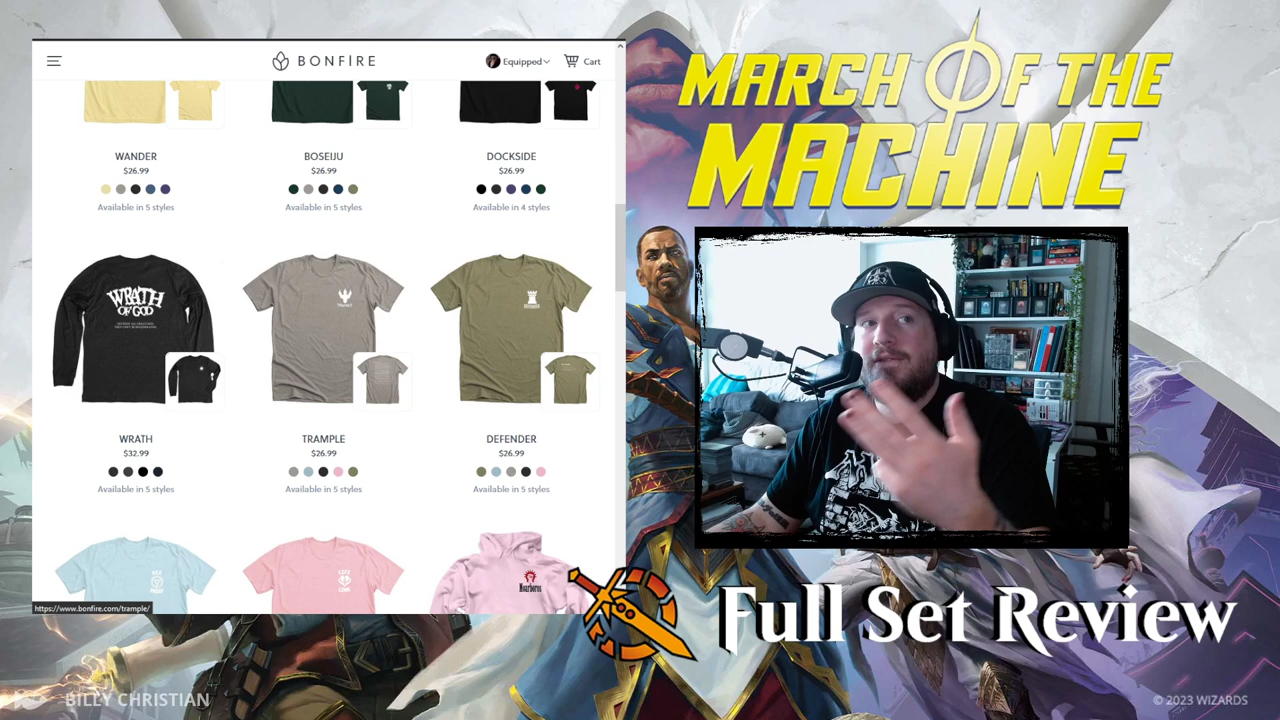 BONFIRE
Equipped
Cart
WANDER
$26.99
Available in 5 styles
BOSEIJU
$26.99
Available in 5 styles
DOCKSIDE
$26.99
Available in 4 styles
WRATH
OF GOD
WRATH
$32.99
Available in 5 styles
TRAMPLE
TRAMPLE
$26.99
Available in 5 styles
DEFENDER
DEFENDER
$26.99
Available in 5 styles
Hoarboros
https://www.bonfire.com/trample/
MARCH OF THE
MACHINE
Full Set Review
BILLY CHRISTIAN
© 2023 WIZARDS